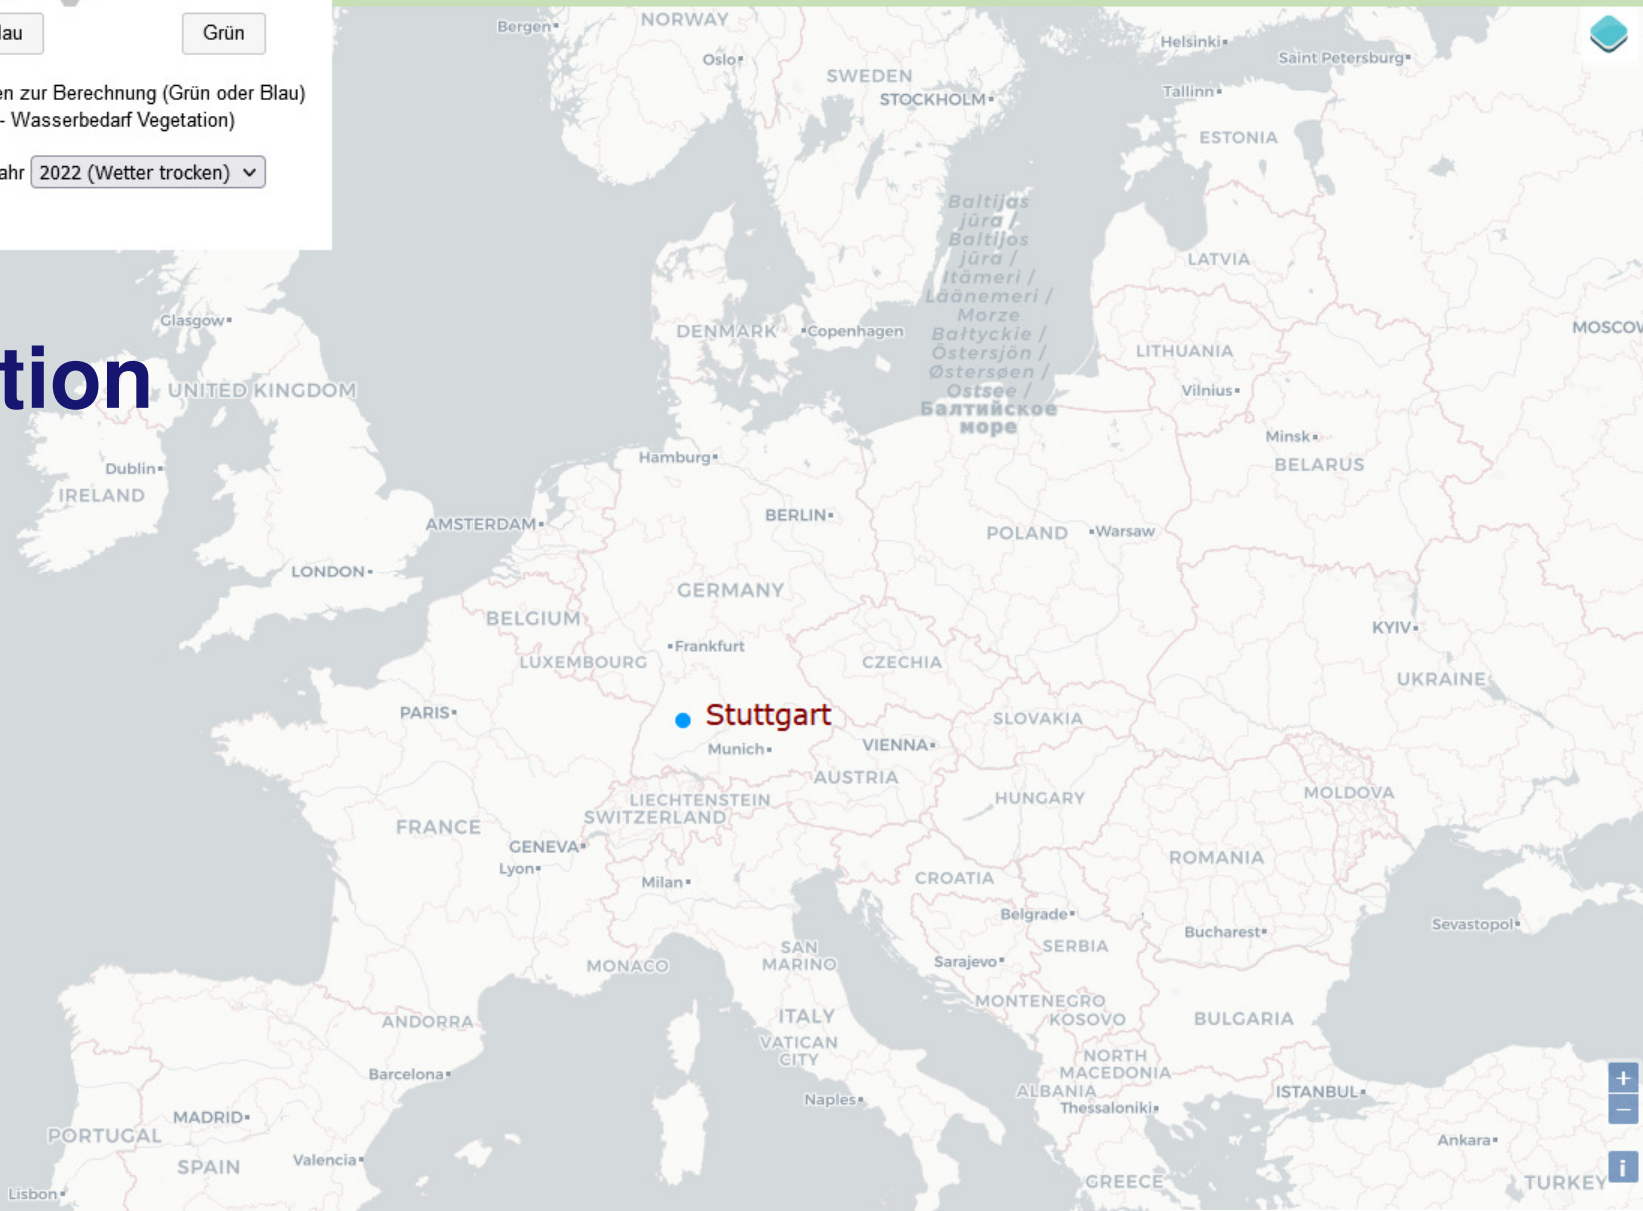 lau
Grün
en zur Berechnung (Grün oder Blau)
- Wasserbedarf Vegetation)
ahr 2022 (Wetter trocken)
tion
NORWAY
Bergen
Oslo
Helsinki
Saint Petersburg
SWEDEN
STOCKHOLM
Tallinn
ESTONIA
Baltijas
jūra /
Baltijos
jūra /
Itämeri /
Läänemeri /
Morze
Bałtyckie /
Östersjön /
Østersøen /
Ostsee /
Балтийское
море
LATVIA
Glasgow
DENMARK
Copenhagen
MOSCOW
LITHUANIA
UNITED KINGDOM
Vilnius
Minsk
BELARUS
Hamburg
Dublin
IRELAND
AMSTERDAM
BERLIN
POLAND
Warsaw
LONDON
GERMANY
BELGIUM
KYIV
Frankfurt
LUXEMBOURG
CZECHIA
UKRAINE
PARIS
Stuttgart
SLOVAKIA
Munich
VIENNA
AUSTRIA
LIECHTENSTEIN
HUNGARY
MOLDOVA
SWITZERLAND
FRANCE
GENEVA
Lyon
ROMANIA
Milan
CROATIA
Belgrade
Sevastopol
Bucharest
SAN
MARINO
SERBIA
MONACO
Sarajevo
MONTENEGRO
KOSOVO
ANDORRA
ITALY
BULGARIA
VATICAN
CITY
NORTH
MACEDONIA
Barcelona
ALBANIA
ISTANBUL
Naples
Thessaloniki
MADRID
PORTUGAL
Ankara
SPAIN
Valencia
GREECE
TURKEY
Lisbon
+
−
i